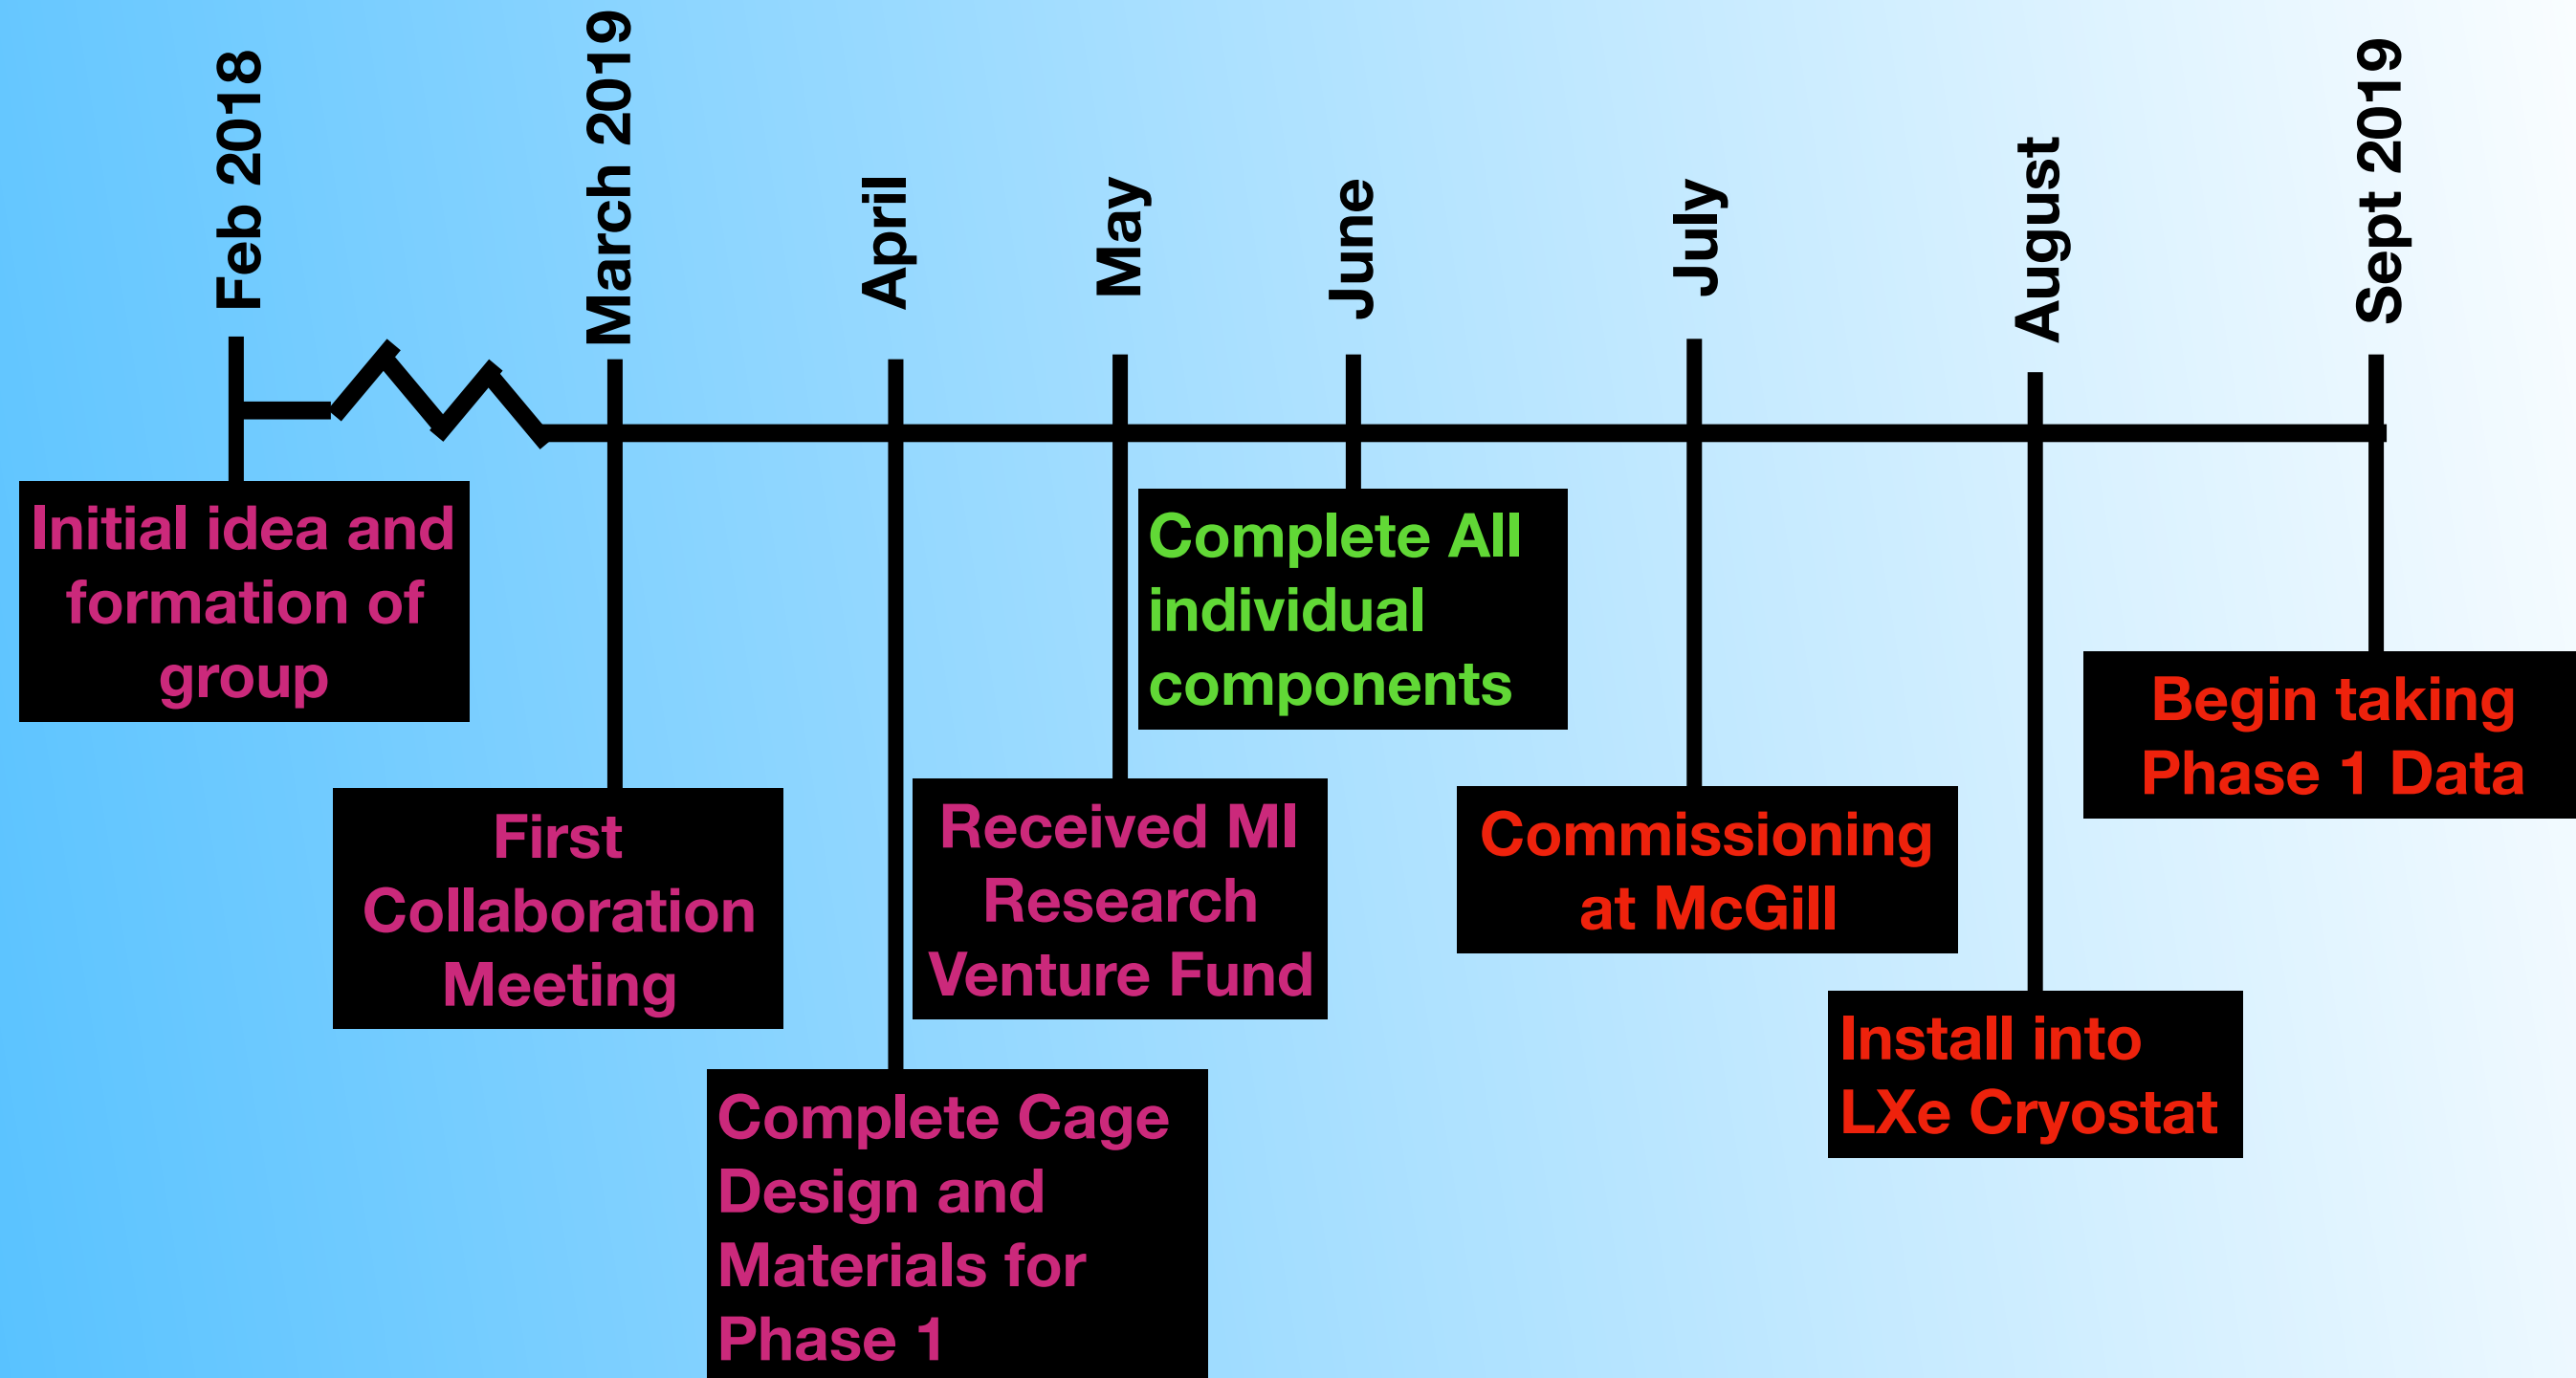 Feb 2018
March 2019
April
May
June
July
August
Sept 2019
Initial idea and
formation of
group
First
Collaboration
Meeting
Complete Cage
Design and
Materials for
Phase 1
Received MI
Research
Venture Fund
Complete All
individual
components
Commissioning
at McGill
Install into
LXe Cryostat
Begin taking
Phase 1 Data